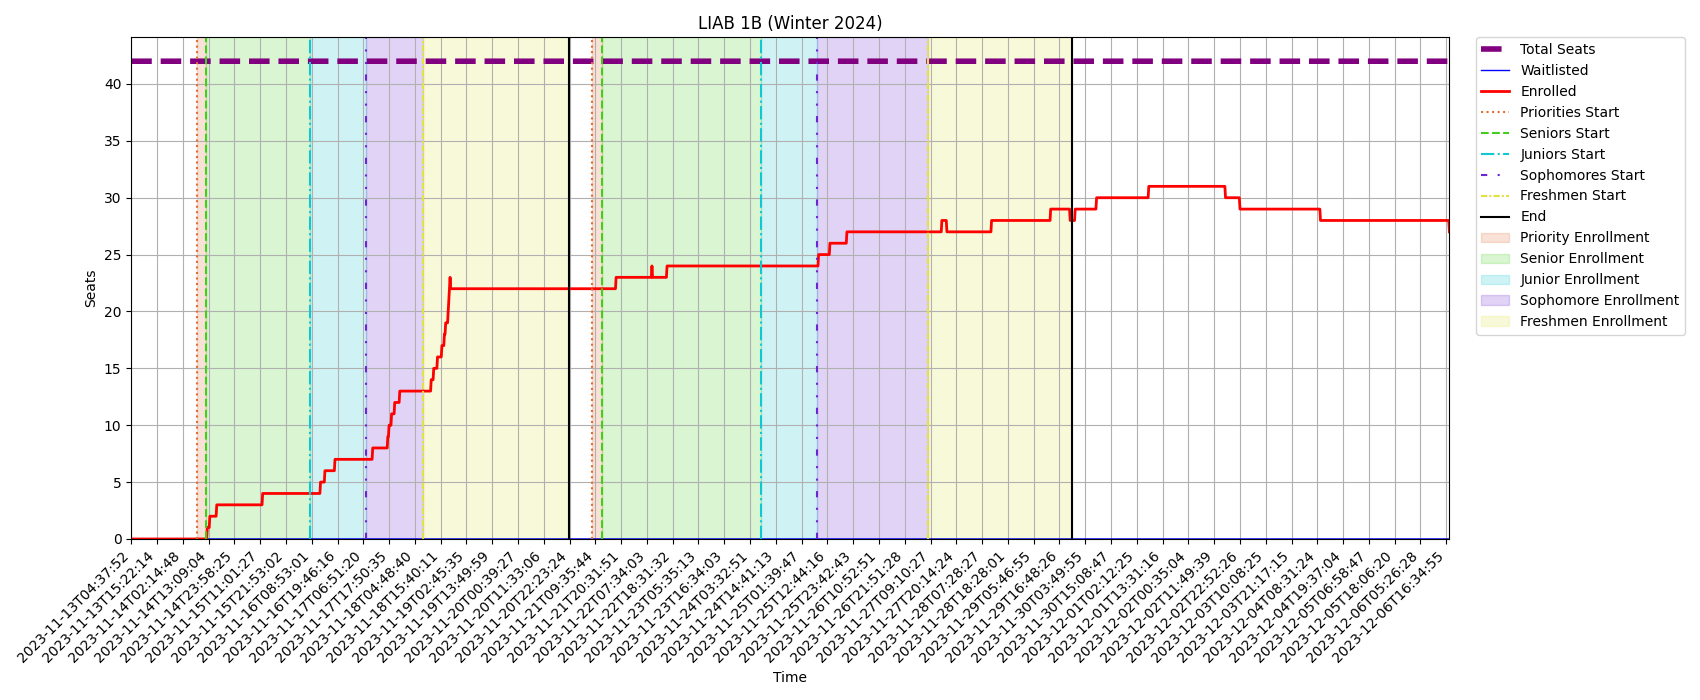 LIAB 1B (Winter 2024)
Seats
40
35
30
25
20
15
10
5
0
2023-11-13T04:37:52
2023-11-13T15:22:14
2023-11-14T02:14:48
2023-11-14T13:09:04
2023-11-14T23:58:25
2023-11-15T11:01:27
2023-11-15T21:53:02
2023-11-16T08:53:01
2023-11-16T19:46:16
2023-11-17T06:51:20
2023-11-17T17:50:35
2023-11-18T04:48:40
2023-11-18T15:40:11
2023-11-19T02:45:35
2023-11-19T13:49:59
2023-11-20T00:39:27
2023-11-20T11:33:06
2023-11-20T22:23:24
2023-11-21T09:35:44
2023-11-21T20:31:51
2023-11-22T07:34:03
2023-11-22T18:31:32
2023-11-23T05:35:13
2023-11-23T16:34:03
2023-11-24T03:32:51
2023-11-24T14:41:13
2023-11-25T01:39:47
2023-11-25T12:44:16
2023-11-25T23:42:43
2023-11-26T10:52:51
2023-11-26T21:51:28
2023-11-27T09:10:27
2023-11-27T20:14:24
2023-11-28T07:28:27
2023-11-28T18:28:01
2023-11-29T05:46:55
2023-11-29T16:48:26
2023-11-30T03:49:55
2023-11-30T15:08:47
2023-12-01T02:12:25
2023-12-01T13:31:16
2023-12-02T00:35:04
2023-12-02T11:49:39
2023-12-02T22:52:26
2023-12-03T10:08:25
2023-12-03T21:17:15
2023-12-04T08:31:24
2023-12-04T19:37:04
2023-12-05T06:58:47
2023-12-05T18:06:20
2023-12-06T05:26:28
2023-12-06T16:34:55
Time
Total Seats
Waitlisted
Enrolled
Priorities Start
Seniors Start
Juniors Start
Sophomores Start
Freshmen Start
End
Priority Enrollment
Senior Enrollment
Junior Enrollment
Sophomore Enrollment
Freshmen Enrollment